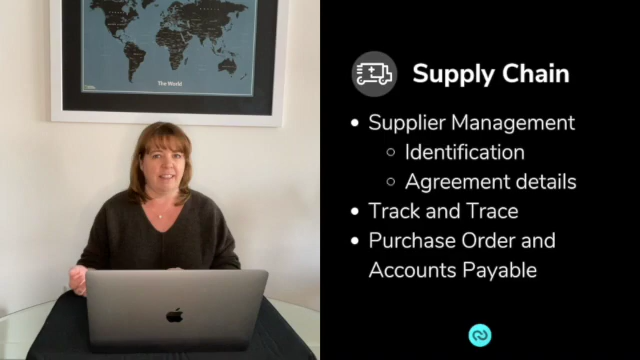 The World
Supply Chain
• Supplier Management
○ Identification
○ Agreement details
• Track and Trace
• Purchase Order and
Accounts Payable